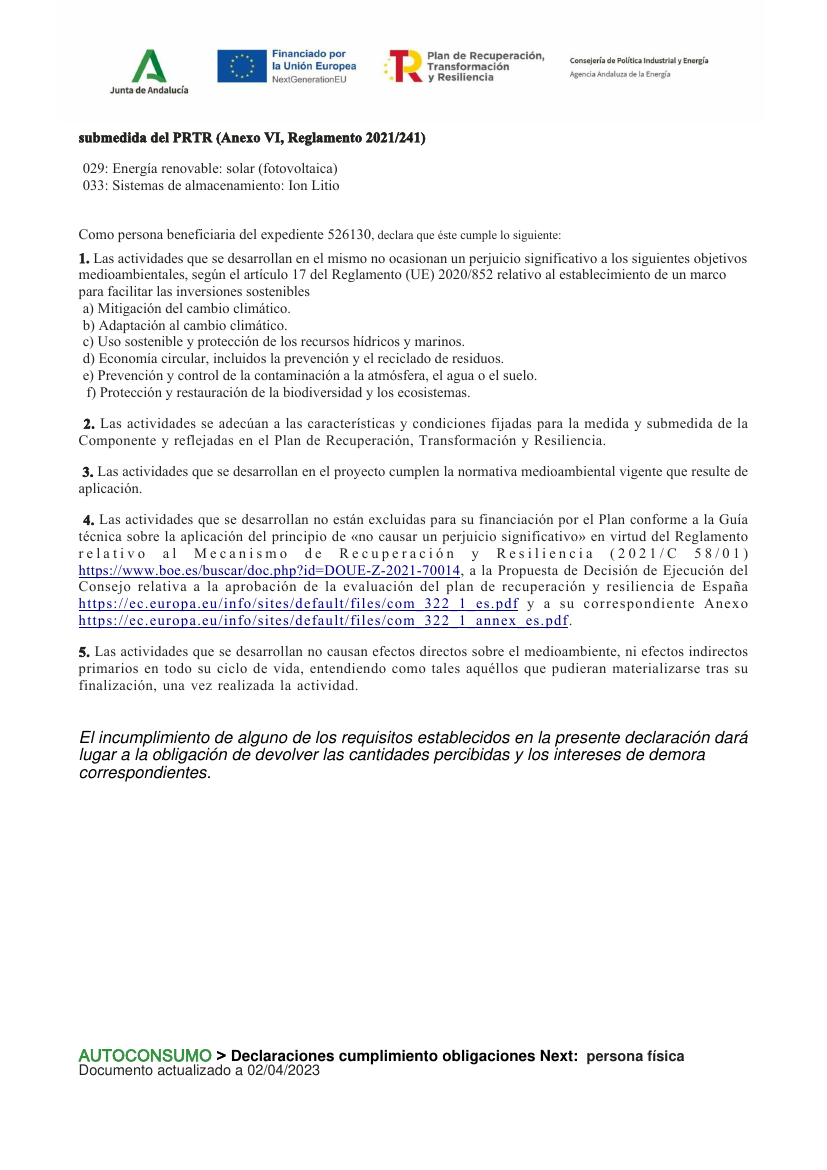 Junta de Andalucía
Financiado por
la Unión Europea
NextGenerationEU
Plan de Recuperación,
Transformación
y Resiliencia
Consejería de Política Industrial y Energía
Agencia Andaluza de la Energía
submedida del PRTR (Anexo VI, Reglamento 2021/241)
029: Energía renovable: solar (fotovoltaica)
033: Sistemas de almacenamiento: Ion Litio
Como persona beneficiaria del expediente 526130, declara que éste cumple lo siguiente:
1. Las actividades que se desarrollan en el mismo no ocasionan un perjuicio significativo a los siguientes objetivos
medioambientales, según el artículo 17 del Reglamento (UE) 2020/852 relativo al establecimiento de un marco
para facilitar las inversiones sostenibles
a) Mitigación del cambio climático.
b) Adaptación al cambio climático.
c) Uso sostenible y protección de los recursos hídricos y marinos.
d) Economía circular, incluidos la prevención y el reciclado de residuos.
e) Prevención y control de la contaminación a la atmósfera, el agua o el suelo.
f) Protección y restauración de la biodiversidad y los ecosistemas.
2. Las actividades se adecúan a las características y condiciones fijadas para la medida y submedida de la
Componente y reflejadas en el Plan de Recuperación, Transformación y Resiliencia.
3. Las actividades que se desarrollan en el proyecto cumplen la normativa medioambiental vigente que resulte de
aplicación.
4. Las actividades que se desarrollan no están excluidas para su financiación por el Plan conforme a la Guía
técnica sobre la aplicación del principio de «no causar un perjuicio significativo» en virtud del Reglamento
relativo al Mecanismo de Recuperación y Resiliencia (2021/C 58/01)
https://www.boe.es/buscar/doc.php?id=DOUE-Z-2021-70014, a la Propuesta de Decisión de Ejecución del
Consejo relativa a la aprobación de la evaluación del plan de recuperación y resiliencia de España
https://ec.europa.eu/info/sites/default/files/com_322_1_es.pdf y a su correspondiente Anexo
https://ec.europa.eu/info/sites/default/files/com_322_1_annex_es.pdf.
5. Las actividades que se desarrollan no causan efectos directos sobre el medioambiente, ni efectos indirectos
primarios en todo su ciclo de vida, entendiendo como tales aquéllos que pudieran materializarse tras su
finalización, una vez realizada la actividad.
El incumplimiento de alguno de los requisitos establecidos en la presente declaración dará
lugar a la obligación de devolver las cantidades percibidas y los intereses de demora
correspondientes.
AUTOCONSUMO > Declaraciones cumplimiento obligaciones Next: persona física
Documento actualizado a 02/04/2023